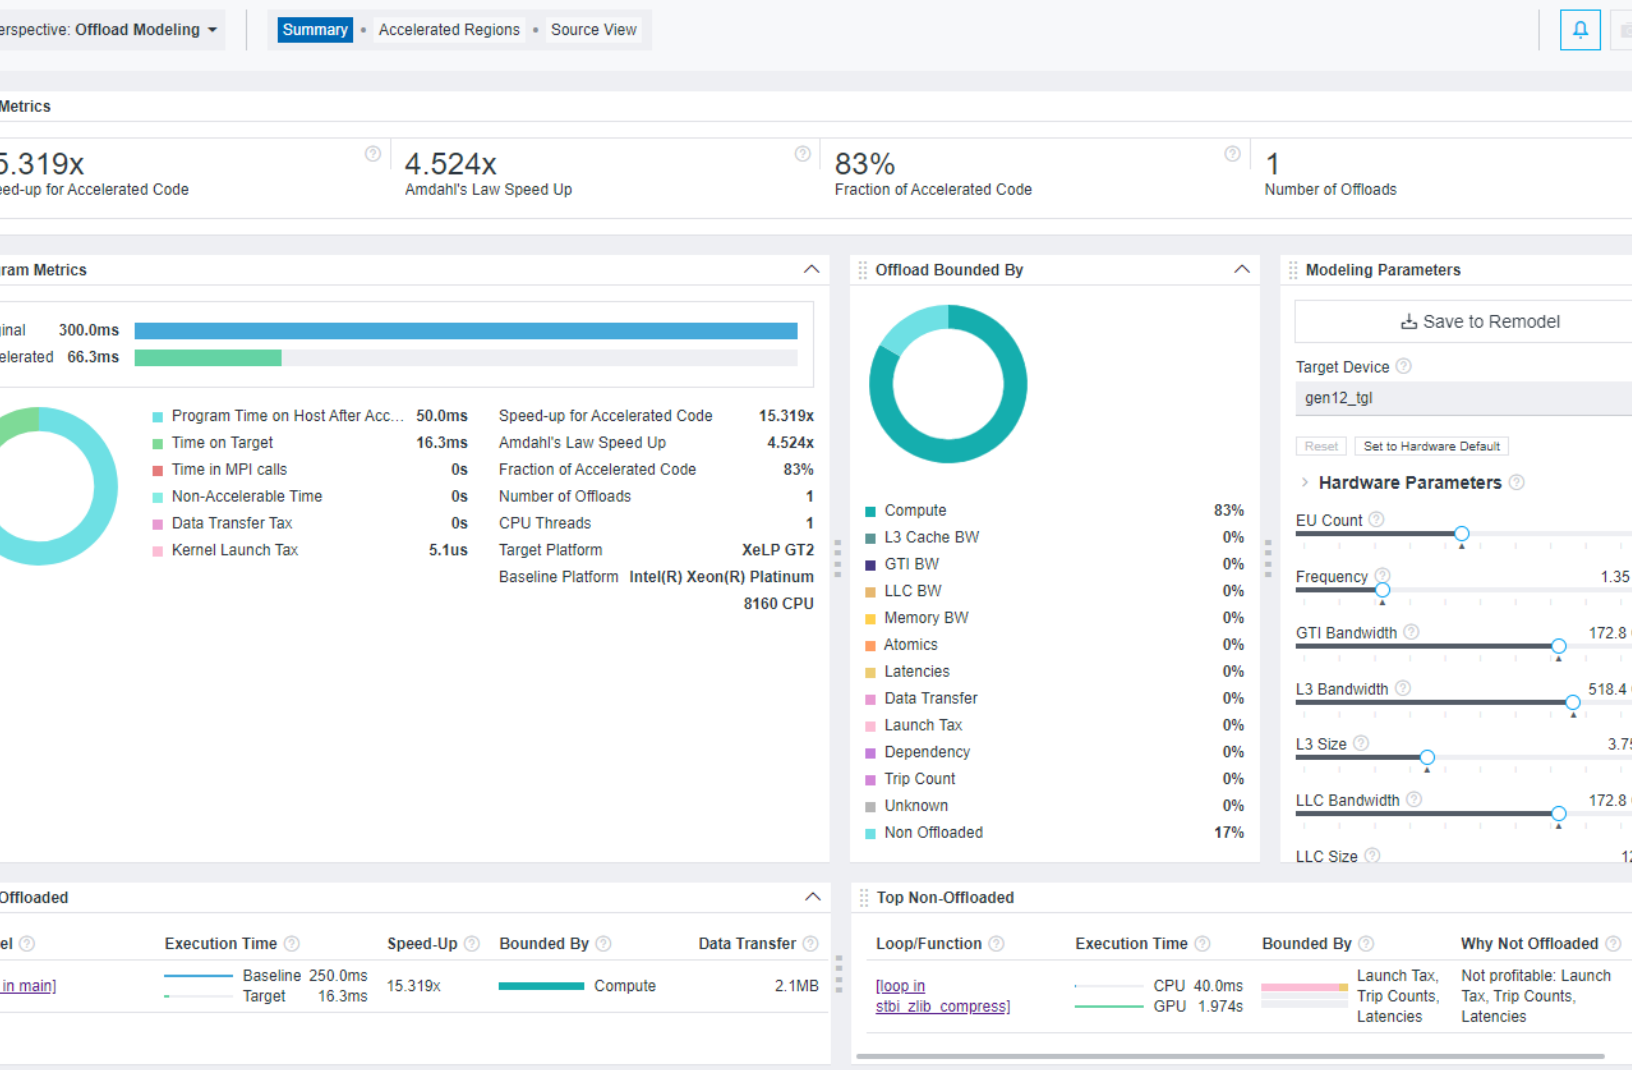 erspective: Offload Modeling
Summary • Accelerated Regions • Source View
Metrics
5.319x
eed-up for Accelerated Code
4.524x
Amdahl's Law Speed Up
83%
Fraction of Accelerated Code
1
Number of Offloads
ram Metrics
inal 300.0ms
elerated 66.3ms
Program Time on Host After Acc... 50.0ms
Time on Target 16.3ms
Time in MPI calls 0s
Non-Accelerable Time 0s
Data Transfer Tax 0s
Kernel Launch Tax 5.1us
Speed-up for Accelerated Code 15.319x
Amdahl's Law Speed Up 4.524x
Fraction of Accelerated Code 83%
Number of Offloads 1
CPU Threads 1
Target Platform XeLP GT2
Baseline Platform Intel(R) Xeon(R) Platinum
8160 CPU
Offload Bounded By
Compute 83%
L3 Cache BW 0%
GTI BW 0%
LLC BW 0%
Memory BW 0%
Atomics 0%
Latencies 0%
Data Transfer 0%
Launch Tax 0%
Dependency 0%
Trip Count 0%
Unknown 0%
Non Offloaded 17%
Modeling Parameters
Save to Remodel
Target Device
gen12_tgl
Reset Set to Hardware Default
Hardware Parameters
EU Count
Frequency 1.35
GTI Bandwidth 172.8
L3 Bandwidth 518.4
L3 Size 3.75
LLC Bandwidth 172.8
LLC Size 12
Offloaded
el Execution Time Speed-Up Bounded By Data Transfer
in main] Baseline 250.0ms 15.319x Compute 2.1MB
Target 16.3ms
Top Non-Offloaded
Loop/Function Execution Time Bounded By Why Not Offloaded
[loop in
stbi_zlib_compress]
CPU 40.0ms
GPU 1.974s
Launch Tax,
Trip Counts,
Latencies
Not profitable: Launch
Tax, Trip Counts,
Latencies